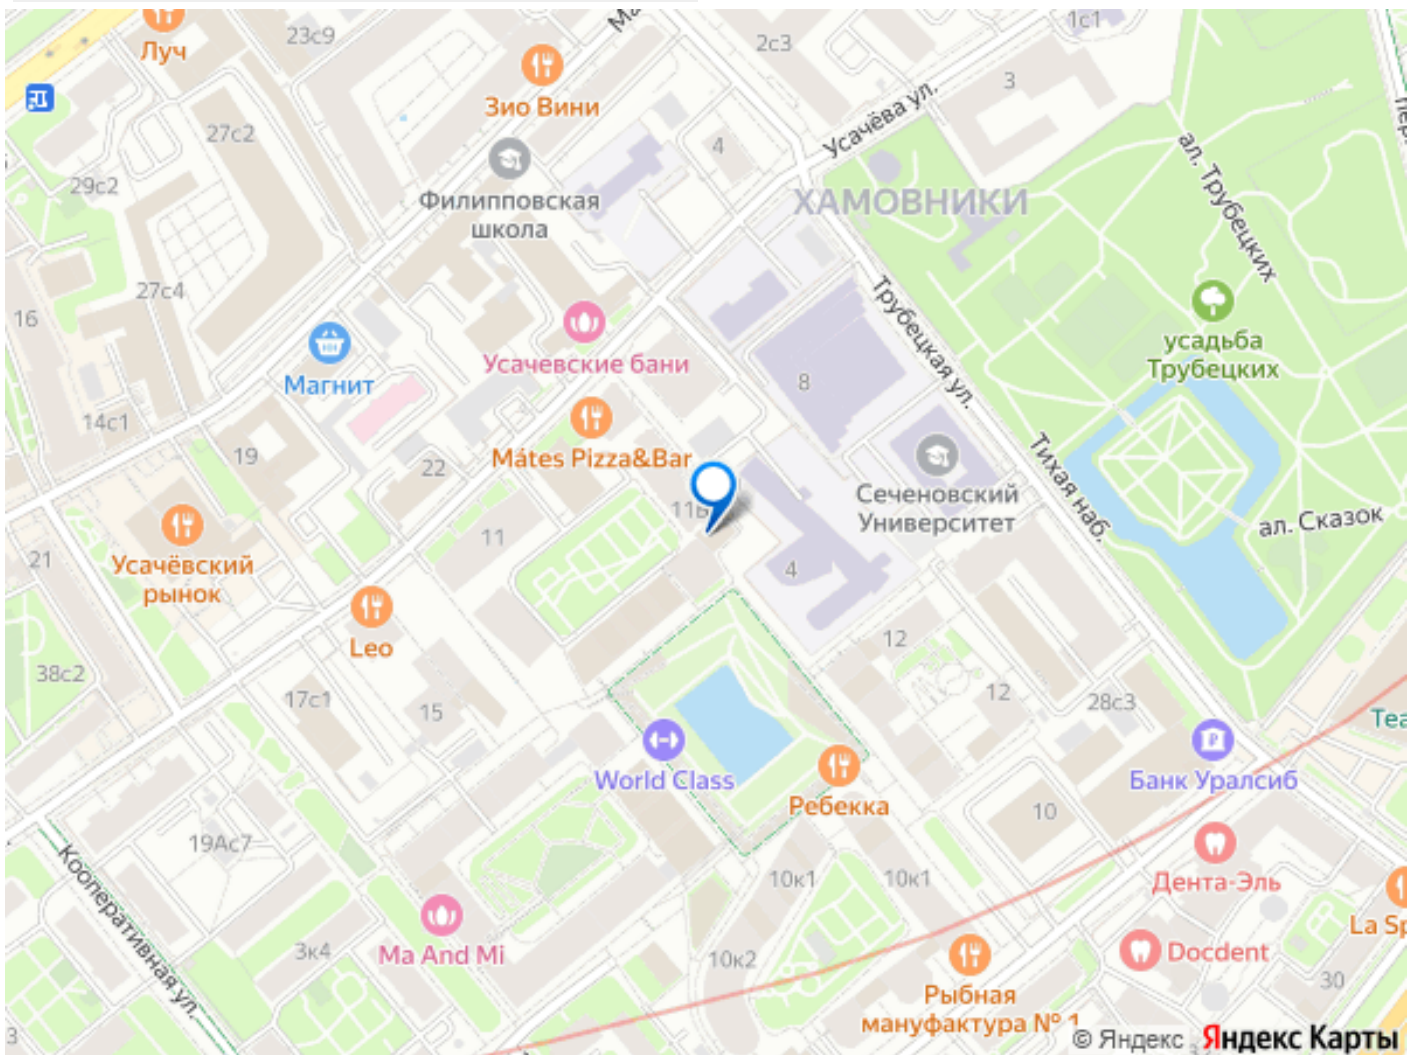 1с1
23с9
Луч
2с3
3
Зио Вини
Усачёва ул.
27с2
4
ал. Трубецких
29с2
Филипповская
школа
ХАМОВНИКИ
27с4
16
Трубецкая ул.
усадьба
Трубецких
Усачевские бани
Магнит
8
14с1
19
22
Mátes Pizza&Bar
Тихая наб.
Сеченовский
Университет
11
ал. Сказок
21
Усачёвский
рынок
4
Leo
12
38с2
17с1
15
12
28с3
World Class
Банк Уралсиб
Ребекка
10
19Ас7
Кооперативная ул.
10к1
10к1
Дента-Эль
Ma And Mi
3к4
10к2
Docdent
30
Рыбная
мануфактура № 1
3
© Яндекс Яндекс Карты